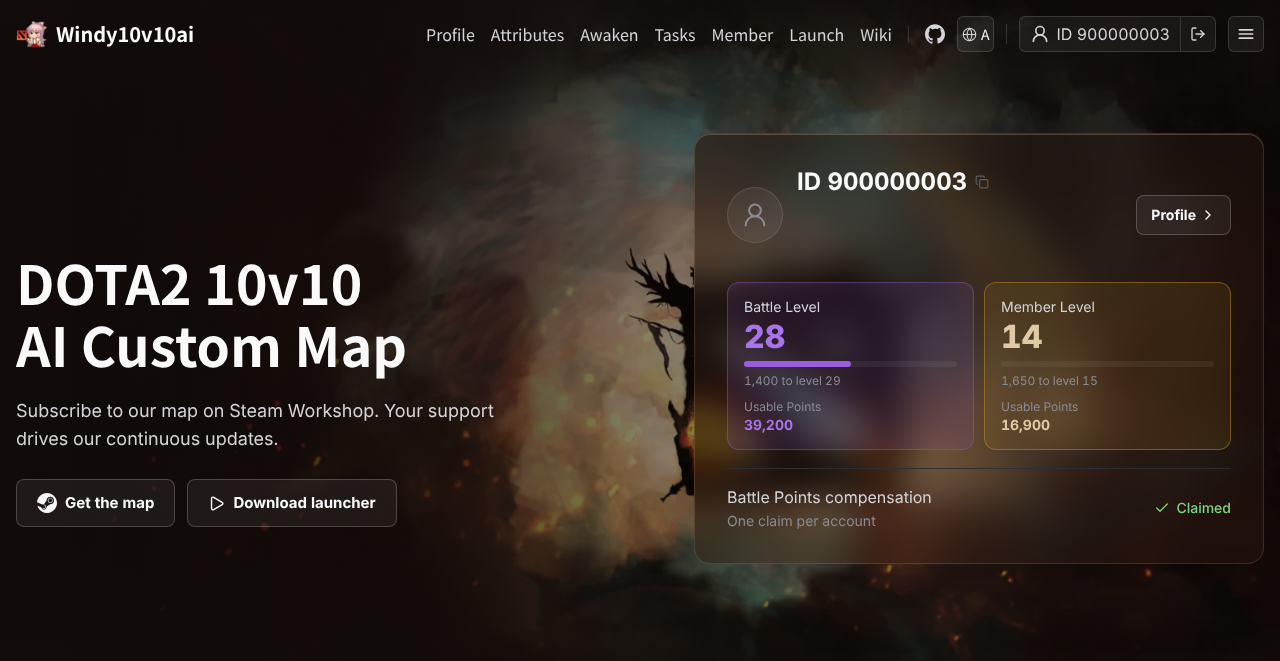 Windy10v10ai
Profile Attributes Awaken Tasks Member Launch Wiki A ID 900000003
ID 900000003
Profile
DOTA2 10v10
AI Custom Map
Subscribe to our map on Steam Workshop. Your support
drives our continuous updates.
Get the map Download launcher
Battle Level
28
1,400 to level 29
Usable Points
39,200
Member Level
14
1,650 to level 15
Usable Points
16,900
Battle Points compensation
One claim per account
Claimed